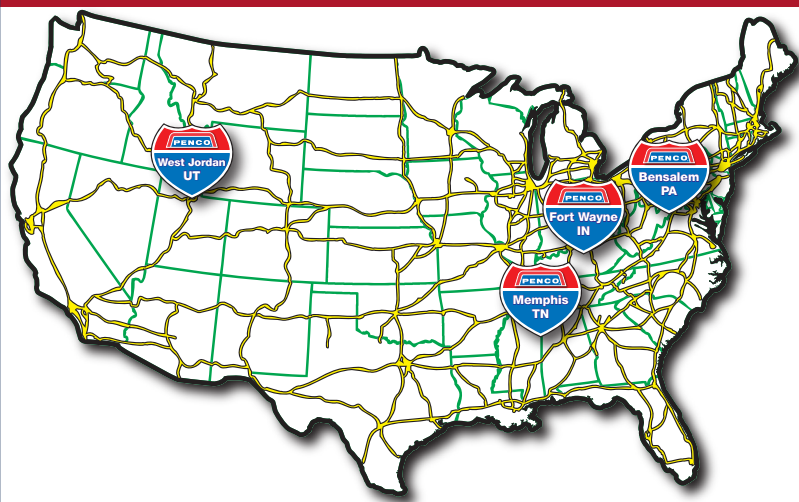 PENCO
West Jordan
UT
PENCO
Bensalem
PA
PENCO
Fort Wayne
IN
PENCO
Memphis
TN